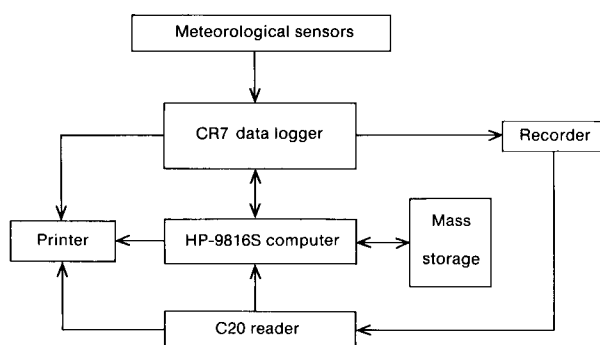 Meteorological sensors
CR7 data logger
Recorder
Printer
HP-9816S computer
Mass
storage
C20 reader